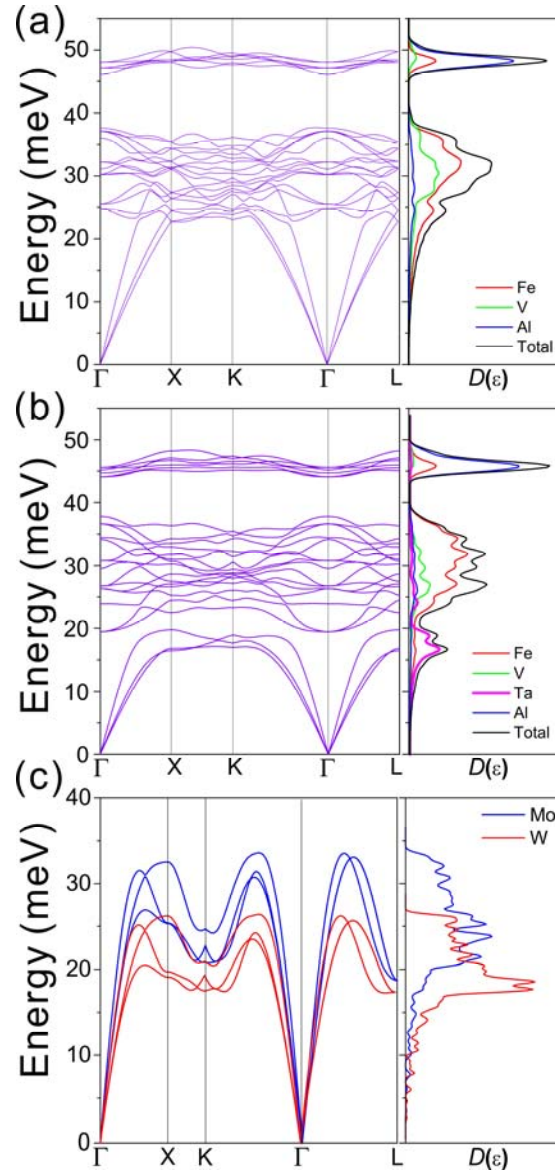 (a)
Energy (meV)
50
40
30
20
10
0
Γ X K Γ L
Fe
V
Al
Total
D(ε)
(b)
Energy (meV)
50
40
30
20
10
0
Γ X K Γ L
Fe
V
Ta
Al
Total
D(ε)
(c)
Energy (meV)
40
30
20
10
0
Γ X K Γ L
Mo
W
D(ε)